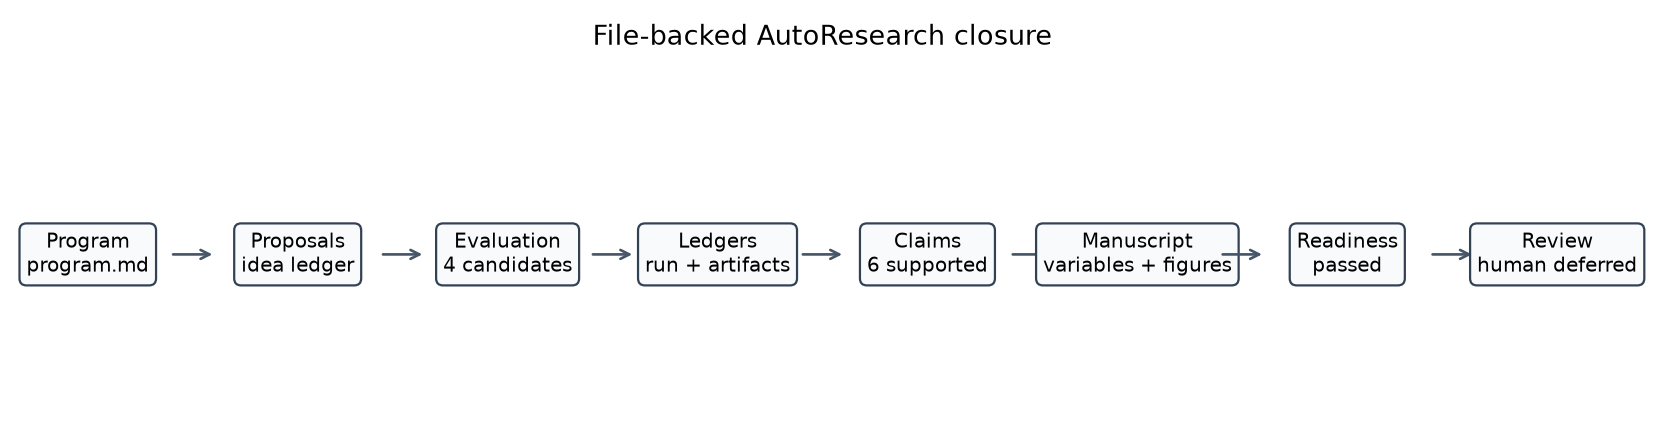 File-backed AutoResearch closure
Program
program.md
Proposals
idea ledger
Evaluation
4 candidates
Ledgers
run + artifacts
Claims
6 supported
Manuscript
variables + figures
Readiness
passed
Review
human deferred